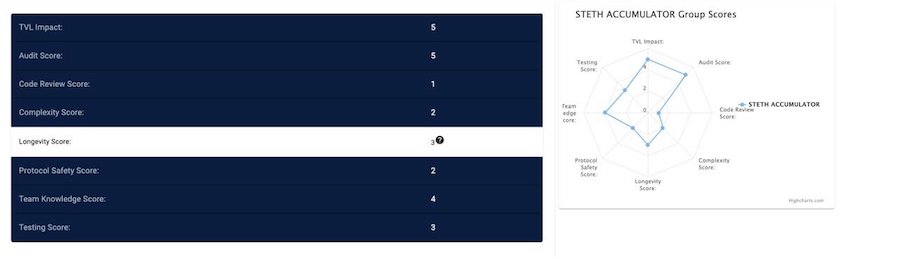 TVL Impact: 5
Audit Score: 5
Code Review Score: 1
Complexity Score: 2
Longevity Score: 3 ?
Protocol Safety Score: 2
Team Knowledge Score: 4
Testing Score: 3
STETH ACCUMULATOR Group Scores
TVL Impact:
Testing
Score:
Audit Score:
4
2
0
Team
edge
core:
Code Review
Score:
STETH ACCUMULATOR
Protocol
Safety
Score:
Complexity
Score:
Longevity
Score:
Highcharts.com